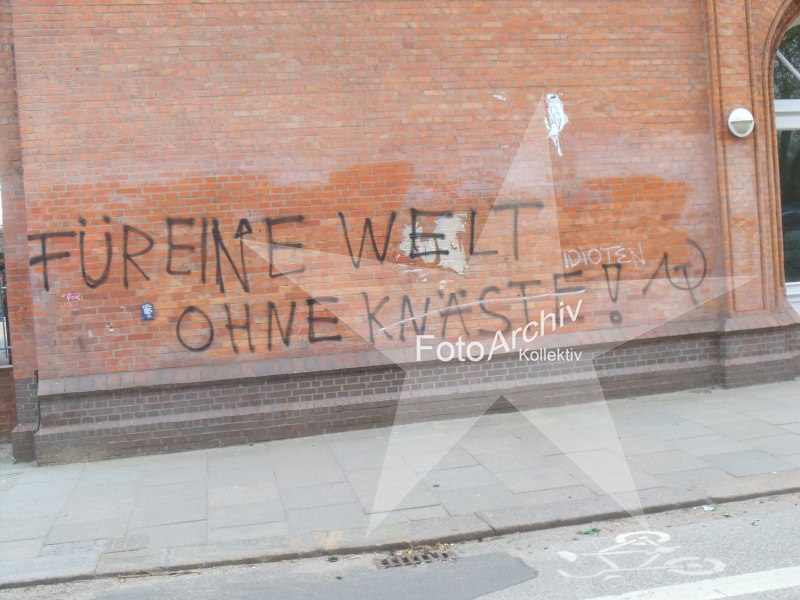 FÜR EINE WELT
IDIOTEN
OHNE KNÄSTE!
FotoArchiv
Kollektiv